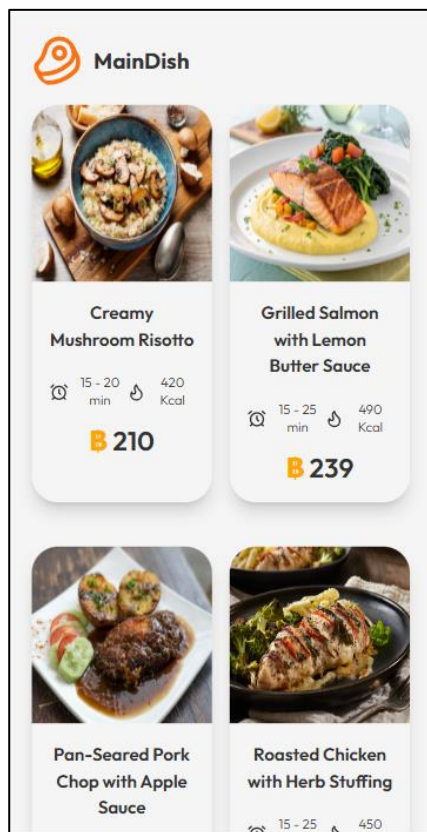 MainDish
Creamy
Mushroom Risotto
15 - 20
min
420
Kcal
฿ 210
Grilled Salmon
with Lemon
Butter Sauce
15 - 25
min
490
Kcal
฿ 239
Pan-Seared Pork
Chop with Apple
Sauce
Roasted Chicken
with Herb Stuffing
15 - 25
450